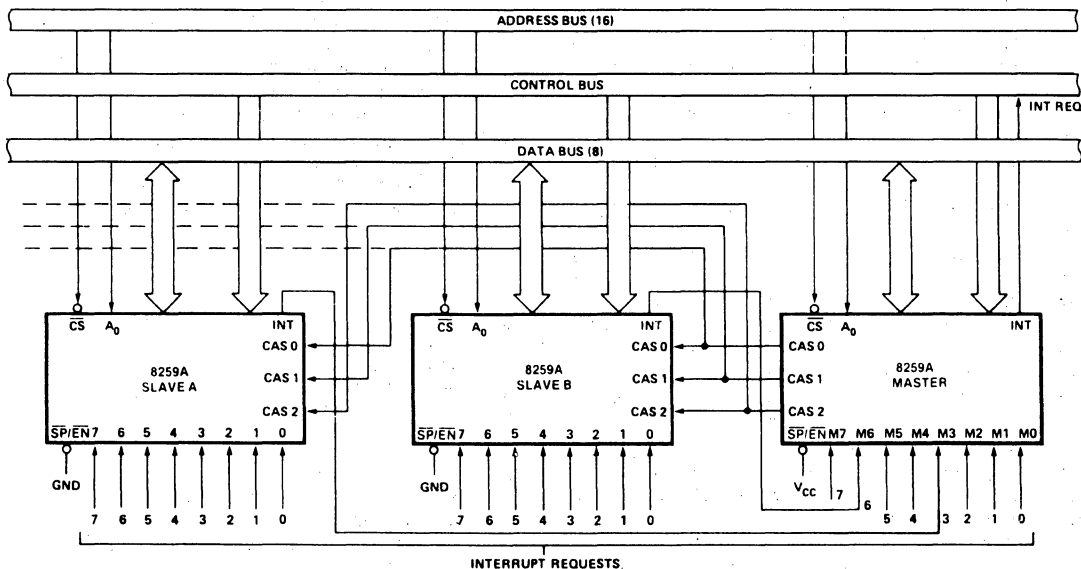 ADDRESS BUS (16)
CONTROL BUS
INT REQ
DATA BUS (8)
CS A0 INT
CAS 0
8259A
SLAVE A
CAS 1
CAS 2
SP/EN 7 6 5 4 3 2 1 0
GND
7 6 5 4 3 2 1 0
CS A0 INT
CAS 0
8259A
SLAVE B
CAS 1
CAS 2
SP/EN 7 6 5 4 3 2 1 0
GND
7 6 5 4 3 2 1 0
CS A0 INT
CAS 0
8259A
MASTER
CAS 1
CAS 2
SP/EN M7 M6 M5 M4 M3 M2 M1 M0
VCC
7 6 5 4 3 2 1 0
INTERRUPT REQUESTS